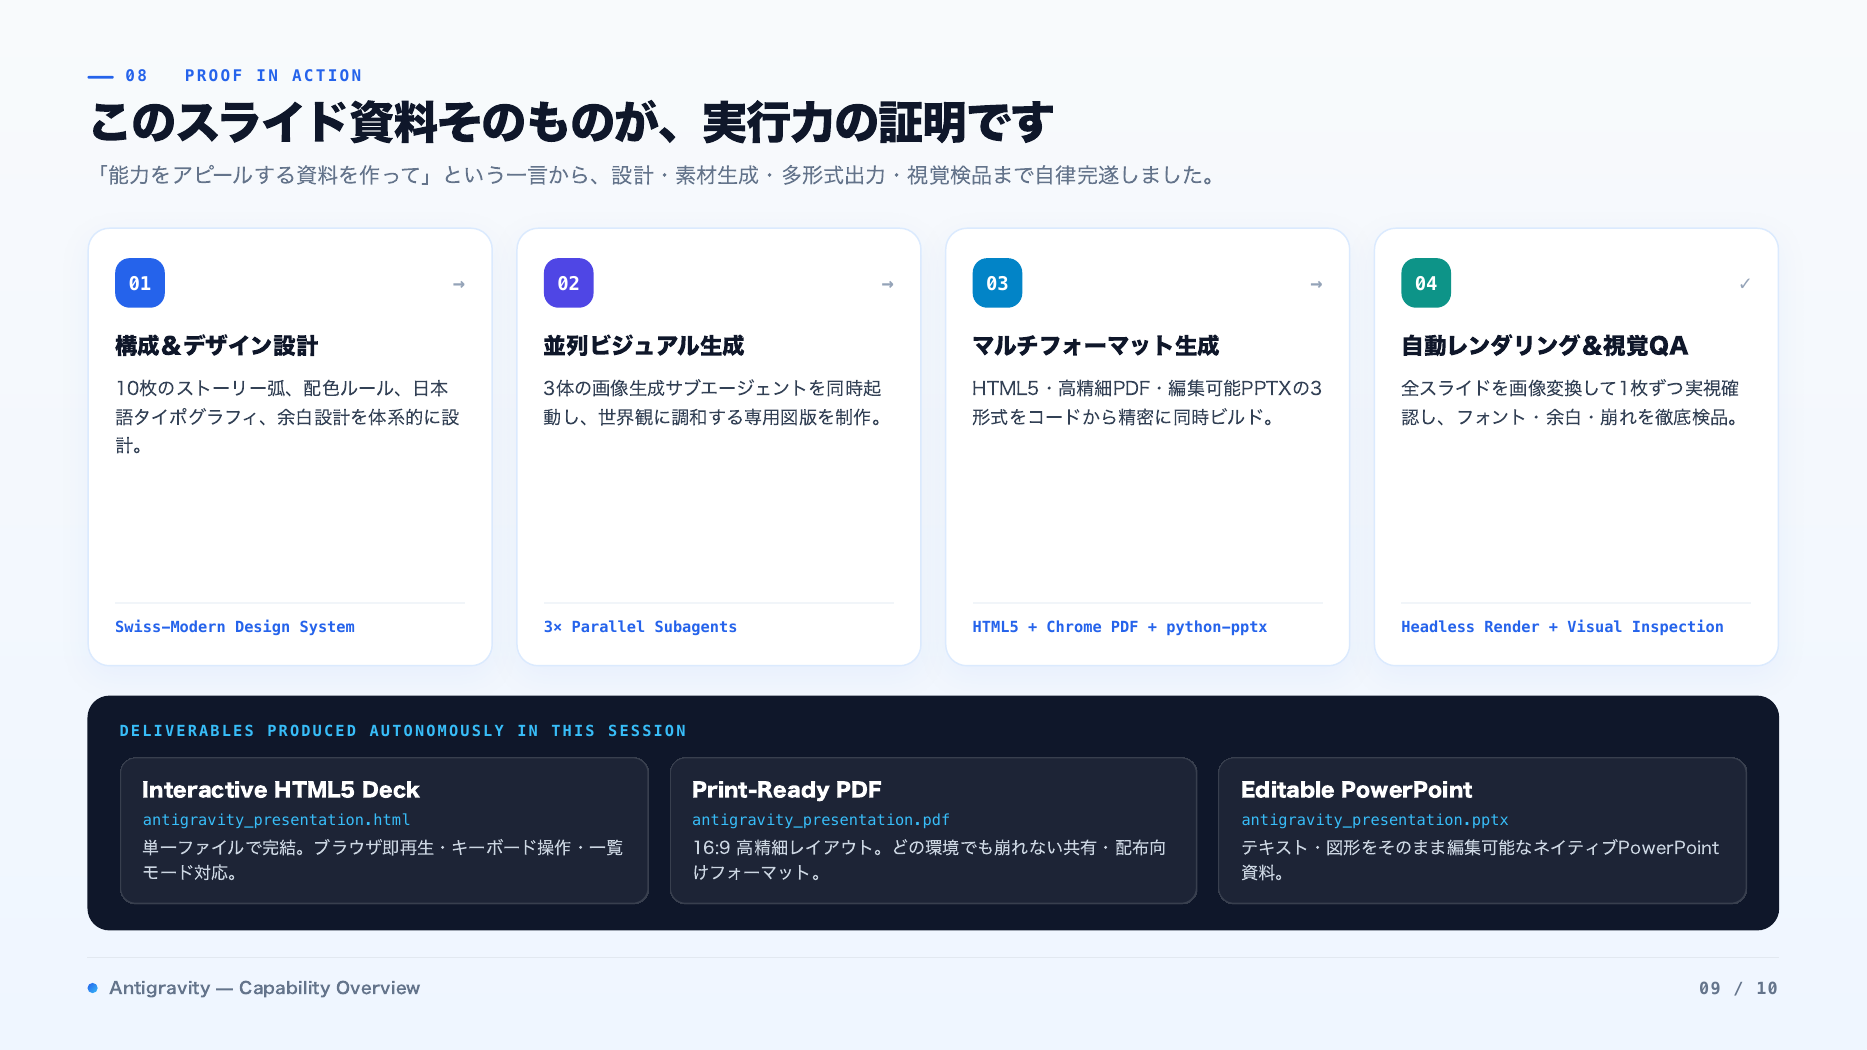 08 PROOF IN ACTION
このスライド資料そのものが、実行力の証明です
「能力をアピールする資料を作って」という一言から、設計・素材生成・多形式出力・視覚検品まで自律完遂しました。
01 →
構成&デザイン設計
10枚のストーリー弧、配色ルール、日本
語タイポグラフィ、余白設計を体系的に設
計。
Swiss-Modern Design System
02 →
並列ビジュアル生成
3体の画像生成サブエージェントを同時起
動し、世界観に調和する専用図版を制作。
3× Parallel Subagents
03 →
マルチフォーマット生成
HTML5・高精細PDF・編集可能PPTXの3
形式をコードから精密に同時ビルド。
HTML5 + Chrome PDF + python-pptx
04 ✓
自動レンダリング&視覚QA
全スライドを画像変換して1枚ずつ実視確
認し、フォント・余白・崩れを徹底検品。
Headless Render + Visual Inspection
DELIVERABLES PRODUCED AUTONOMOUSLY IN THIS SESSION
Interactive HTML5 Deck
antigravity_presentation.html
単一ファイルで完結。ブラウザ即再生・キーボード操作・一覧
モード対応。
Print-Ready PDF
antigravity_presentation.pdf
16:9 高精細レイアウト。どの環境でも崩れない共有・配布向
けフォーマット。
Editable PowerPoint
antigravity_presentation.pptx
テキスト・図形をそのまま編集可能なネイティブPowerPoint
資料。
Antigravity — Capability Overview
09 / 10